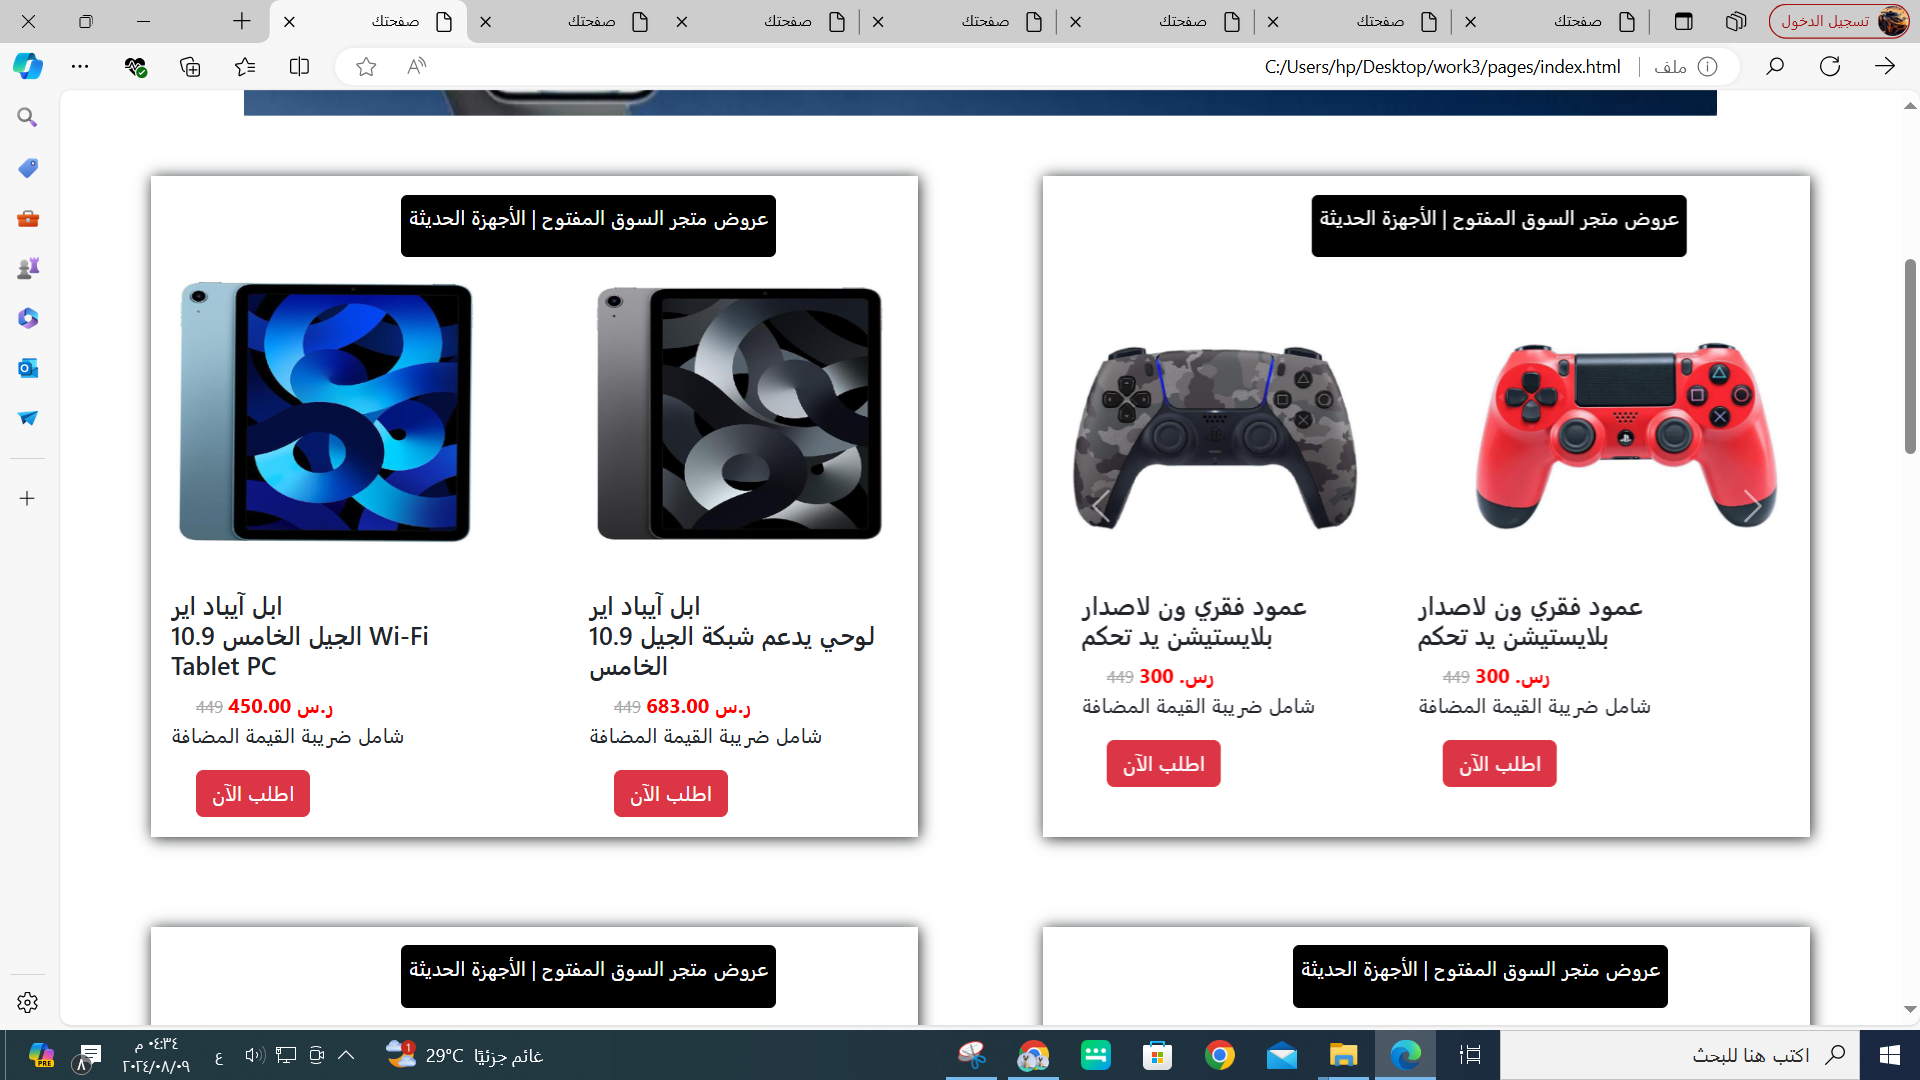 تسجيل الدخول
صفحتك
صفحتك
صفحتك
صفحتك
صفحتك
صفحتك
صفحتك
ملف
C:/Users/hp/Desktop/work3/pages/index.html
عروض متجر السوق المفتوح | الأجهزة الحديثة
عمود فقري ون لاصدار
بلايستيشن يد تحكم
449 300 .رس
شامل ضريبة القيمة المضافة
اطلب الآن
عمود فقري ون لاصدار
بلايستيشن يد تحكم
449 300 .رس
شامل ضريبة القيمة المضافة
اطلب الآن
عروض متجر السوق المفتوح | الأجهزة الحديثة
ابل آيباد اير
لوحي يدعم شبكة الجيل 10.9
الخامس
449 683.00 ر.س
شامل ضريبة القيمة المضافة
اطلب الآن
ابل آيباد اير
10.9 الجيل الخامس Wi-Fi
Tablet PC
449 450.00 ر.س
شامل ضريبة القيمة المضافة
اطلب الآن
عروض متجر السوق المفتوح | الأجهزة الحديثة
عروض متجر السوق المفتوح | الأجهزة الحديثة
اكتب هنا للبحث
غائم جزئيًا 29°C
1
ع
٠٤:٣٤ م
٢٠٢٤/٠٨/٠٩
٨
PRE